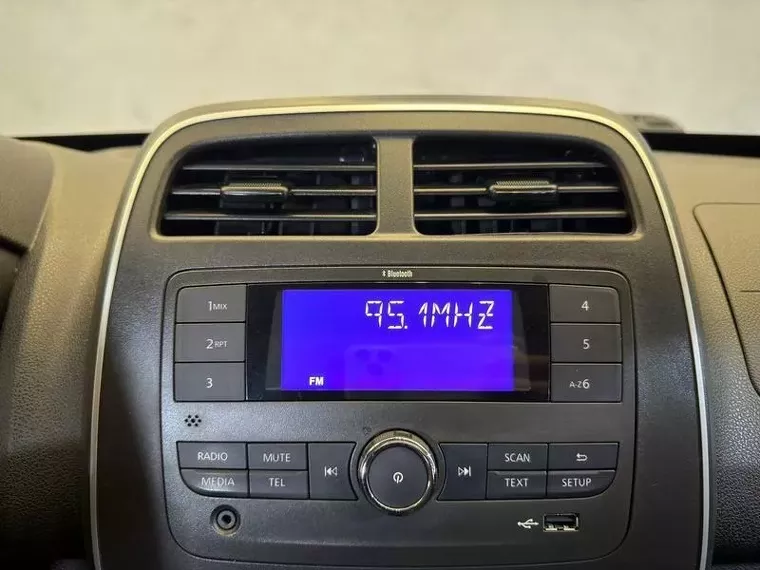 Bluetooth
95.1MHZ
FM
1MIX
2RPT
3
4
5
A-Z6
RADIO MUTE SCAN
MEDIA TEL TEXT SETUP